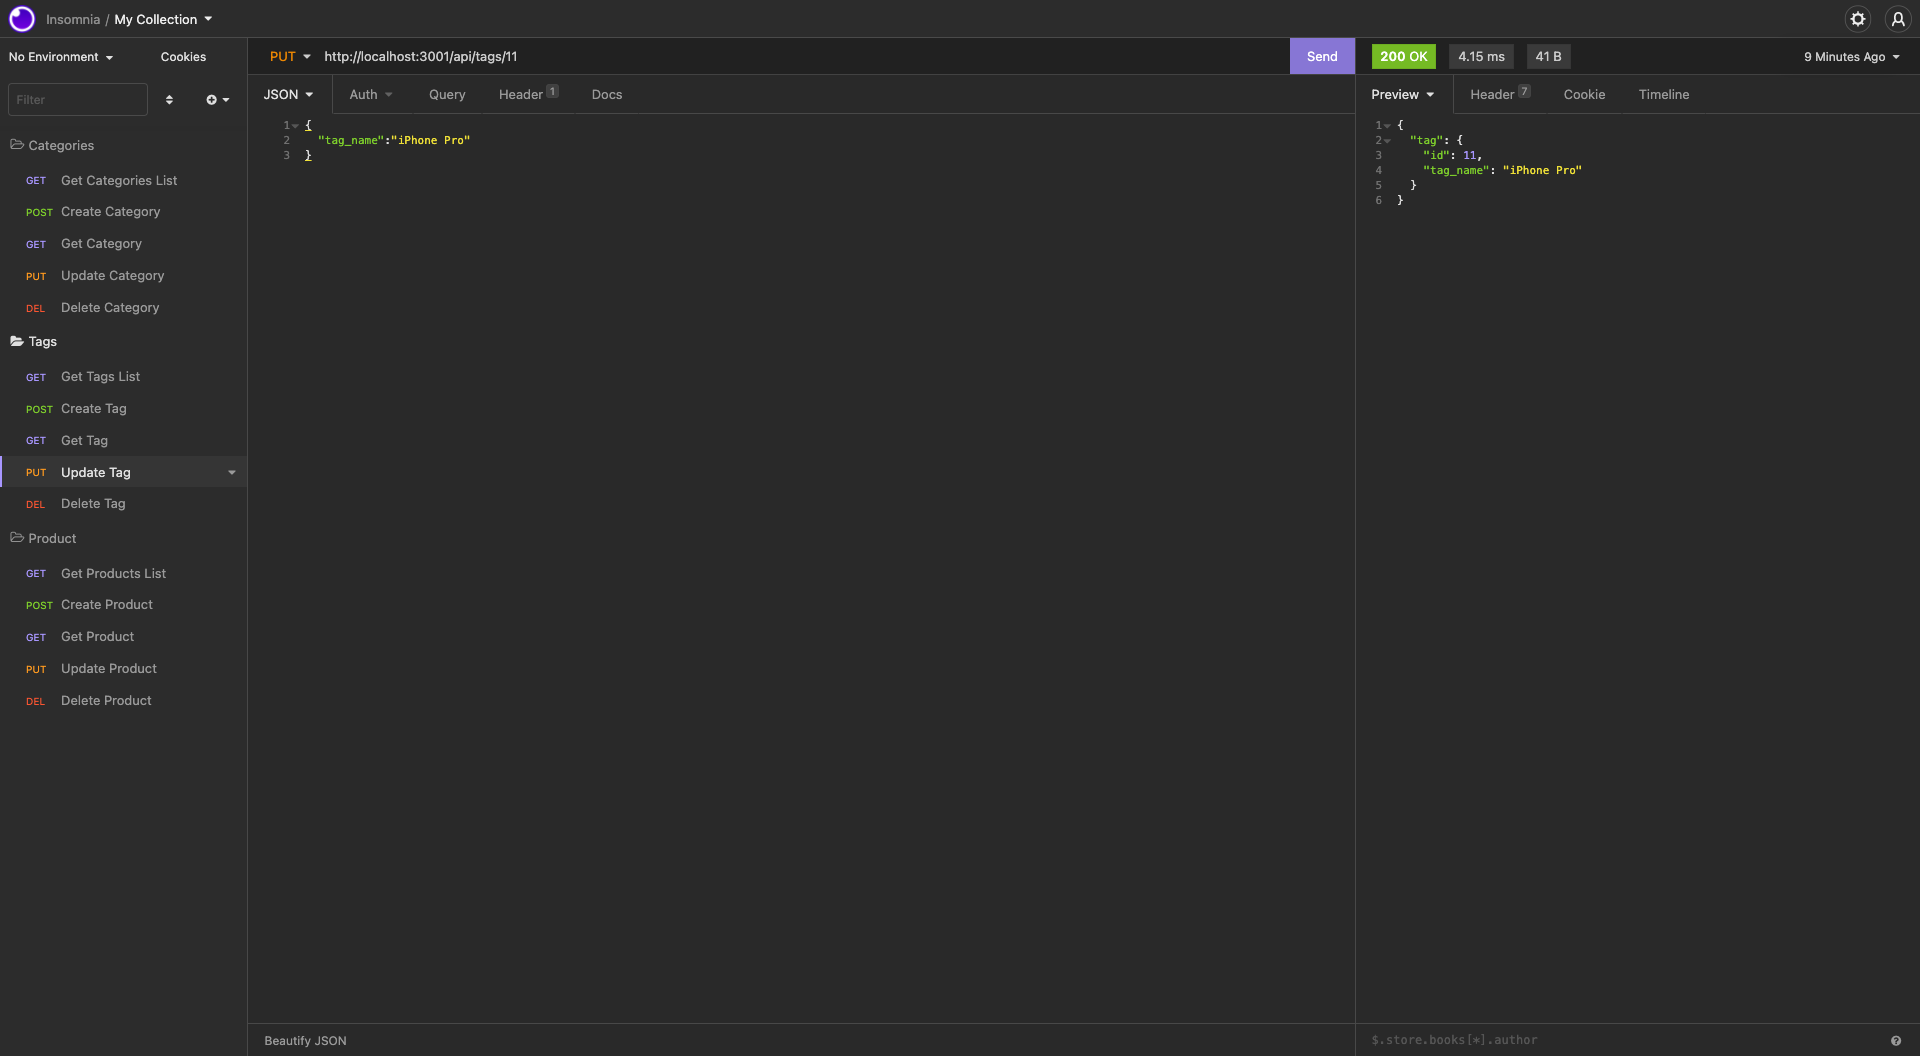 Insomnia / My Collection
No Environment
Cookies
Filter
Categories
GET Get Categories List
POST Create Category
GET Get Category
PUT Update Category
DEL Delete Category
Tags
GET Get Tags List
POST Create Tag
GET Get Tag
PUT Update Tag
DEL Delete Tag
Product
GET Get Products List
POST Create Product
GET Get Product
PUT Update Product
DEL Delete Product
PUT http://localhost:3001/api/tags/11 Send
JSON Auth Query Header 1 Docs
1 {
2 "tag_name":"iPhone Pro"
3 }
Beautify JSON
200 OK 4.15 ms 41 B 9 Minutes Ago
Preview Header 7 Cookie Timeline
1 {
2 "tag": {
3 "id": 11,
4 "tag_name": "iPhone Pro"
5 }
6 }
$.store.books[*].author